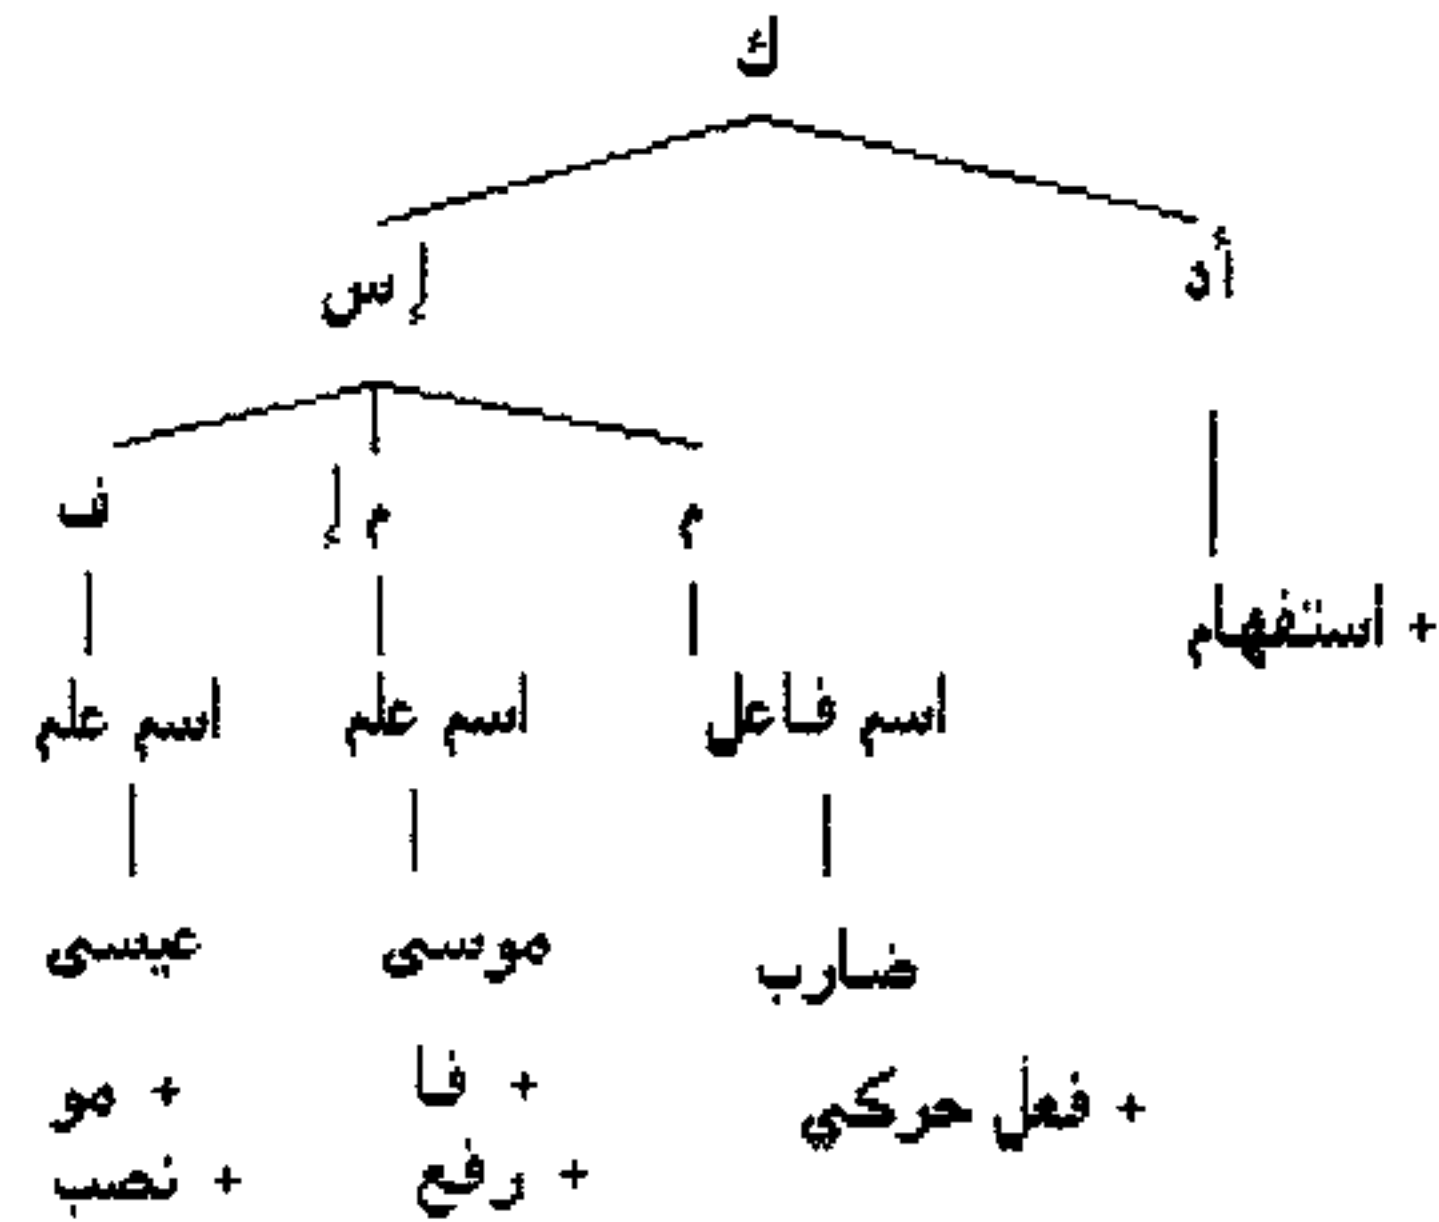 ك
أد إس
م م إ ف
+ استفهام
اسم فاعل اسم علم اسم علم
ضارب موسى عيسى
+ فعل حركي + فا + مو
+ رفع + نصب